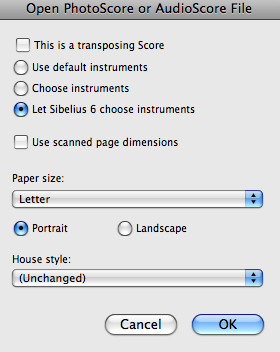 Open PhotoScore or AudioScore File
This is a transposing Score
Use default instruments
Choose instruments
Let Sibelius 6 choose instruments
Use scanned page dimensions
Paper size:
Letter
Portrait Landscape
House style:
(Unchanged)
Cancel OK